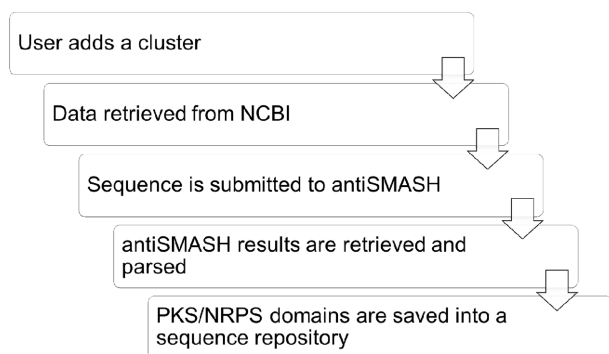 User adds a cluster
Data retrieved from NCBI
Sequence is submitted to antiSMASH
antiSMASH results are retrieved and
parsed
PKS/NRPS domains are saved into a
sequence repository